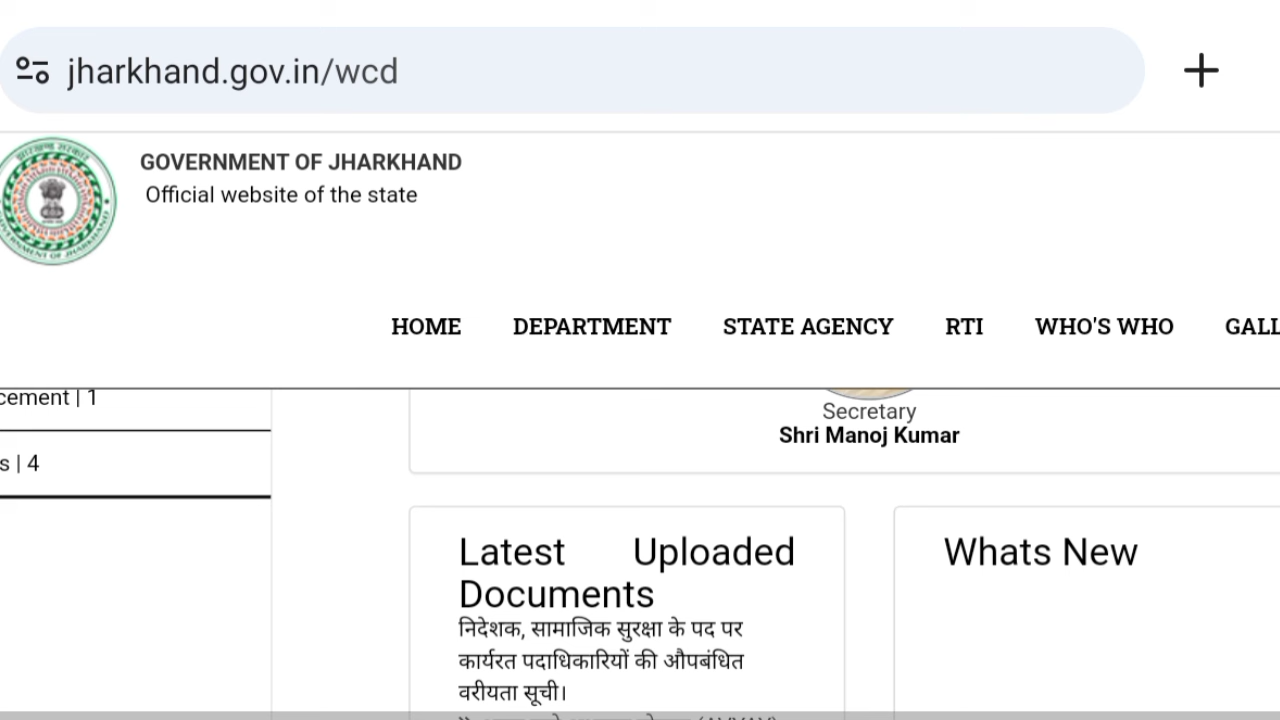 jharkhand.gov.in/wcd
GOVERNMENT OF JHARKHAND
Official website of the state
HOME DEPARTMENT STATE AGENCY RTI WHO'S WHO GALL
cement | 1
s | 4
Secretary
Shri Manoj Kumar
Latest Uploaded
Documents
निदेशक, सामाजिक सुरक्षा के पद पर
कार्यरत पदाधिकारियों की औपबंधित
वरीयता सूची।
Whats New